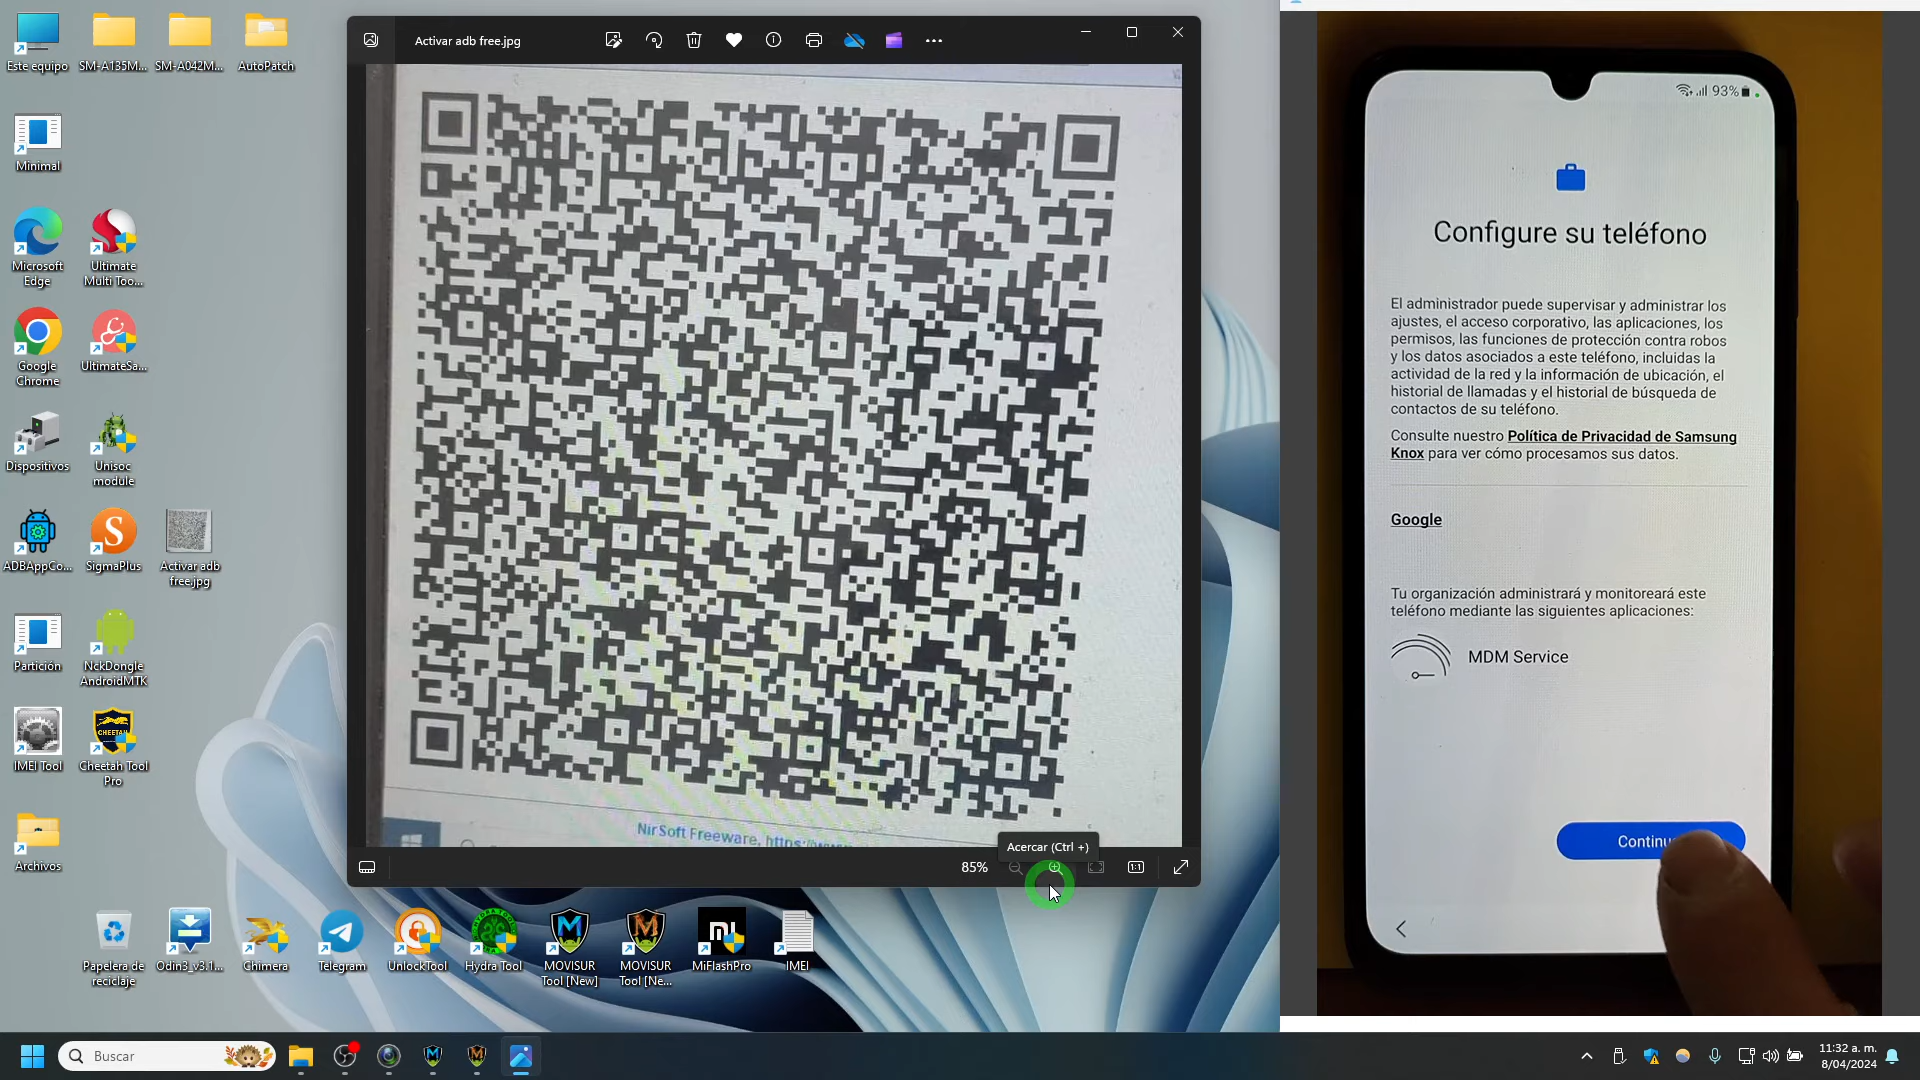 Este equipo
SM-A135M...
SM-A042M...
AutoPatch
Minimal
Microsoft
Edge
Ultimate
Multi Too...
Google
Chrome
UltimateSa...
Dispositivos
Unisoc
module
ADBAppCo...
SigmaPlus
Activar adb
free.jpg
Partición
NckDongle
AndroidMTK
IMEI Tool
CHEETAH
Cheetah Tool
Pro
Archivos
Papelera de
reciclaje
Odin3_v3.1...
Chimera
Telegram
UnlockTool
Hydra Tool
MOVISUR
Tool [New]
MOVISUR
Tool [Ne...
MiFlashPro
IMEI
Activar adb free.jpg
NirSoft Freeware, https:
Acercar (Ctrl +)
85%
93%
Configure su teléfono
El administrador puede supervisar y administrar los
ajustes, el acceso corporativo, las aplicaciones, los
permisos, las funciones de protección contra robos
y los datos asociados a este teléfono, incluidas la
actividad de la red y la información de ubicación, el
historial de llamadas y el historial de búsqueda de
contactos de su teléfono.
Consulte nuestro Política de Privacidad de Samsung
Knox para ver cómo procesamos sus datos.
Google
Tu organización administrará y monitoreará este
teléfono mediante las siguientes aplicaciones:
MDM Service
Continu
Buscar
11:32 a. m.
8/04/2024